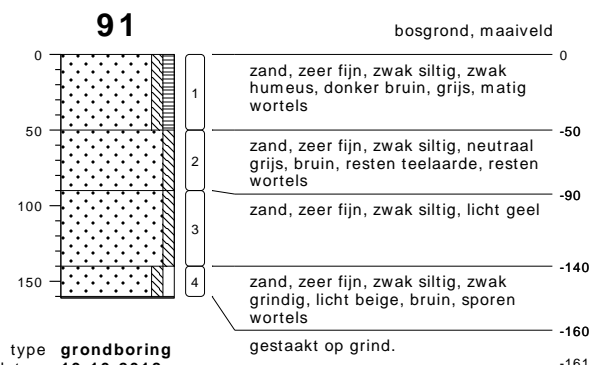 91
bosgrond, maaiveld
0
0
zand, zeer fijn, zwak siltig, zwak
humeus, donker bruin, grijs, matig
wortels
1
50
-50
zand, zeer fijn, zwak siltig, neutraal
grijs, bruin, resten teelaarde, resten
wortels
2
-90
100
zand, zeer fijn, zwak siltig, licht geel
3
-140
150
4
zand, zeer fijn, zwak siltig, zwak
grindig, licht beige, bruin, sporen
wortels
-160
type grondboring
gestaakt op grind.
-161